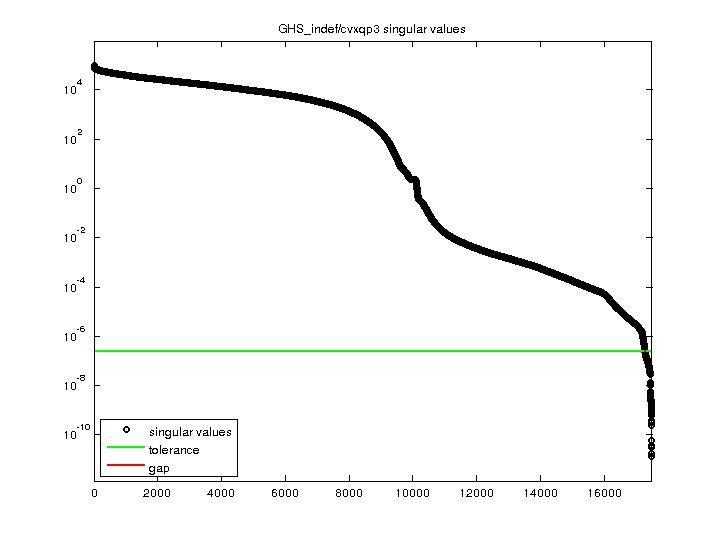 GHS_indef/cvxqp3 singular values
10^4
10^2
10^0
10^-2
10^-4
10^-6
10^-8
10^-10
singular values
tolerance
gap
0 2000 4000 6000 8000 10000 12000 14000 16000